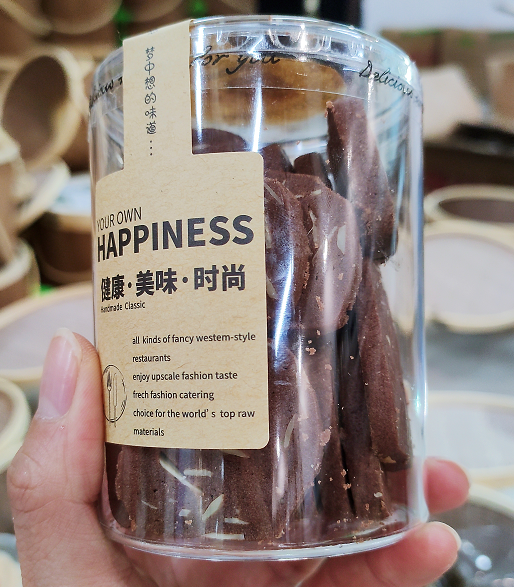 for you
Delicious
梦中想的味道...
YOUR OWN
HAPPINESS
健康·美味·时尚
Handmade Classic
all kinds of fancy westem-style
restaurants
enjoy upscale fashion taste
frech fashion catering
choice for the world's top raw
materials